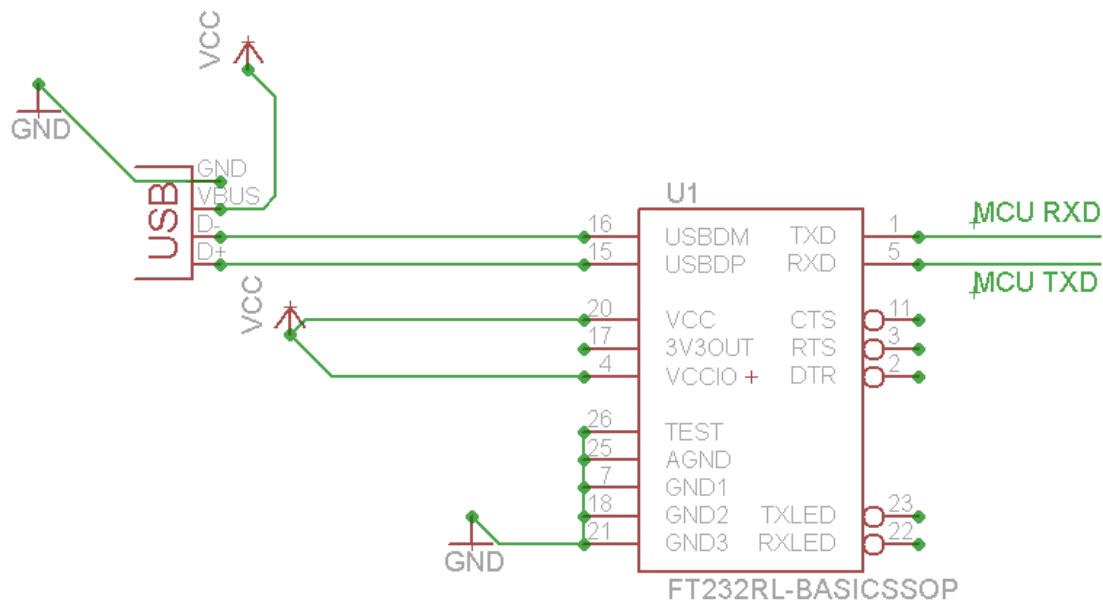 VCC
GND
USB
GND
VBUS
D-
D+
VCC
GND
U1
16 USBDM TXD 1
15 USBDP RXD 5
20 VCC CTS 11
17 3V3OUT RTS 3
4 VCCIO DTR 2
26 TEST
25 AGND
7 GND1
18 GND2 TXLED 23
21 GND3 RXLED 22
FT232RL-BASICSSOP
MCU RXD
MCU TXD